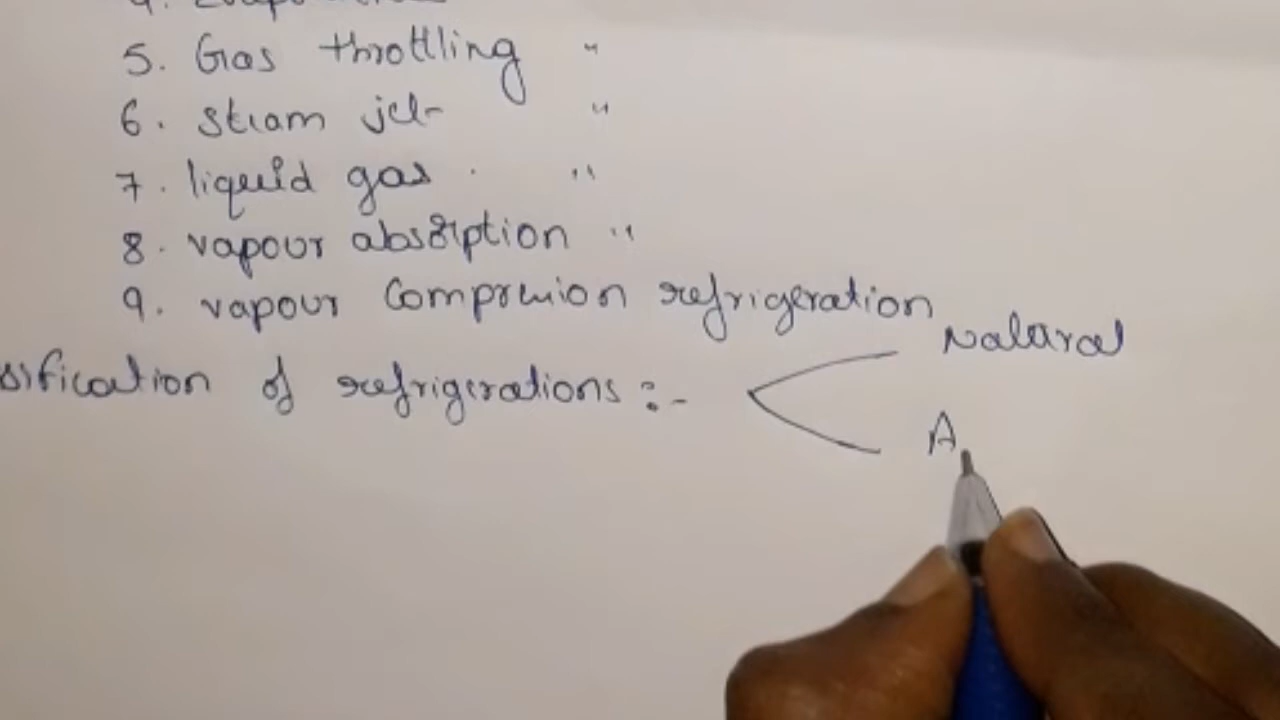 5. Gas throttling "
6. steam jet "
7. liquid gas "
8. vapour absorption "
9. vapour compression refrigeration
sification of refrigerations :-
Natural
A